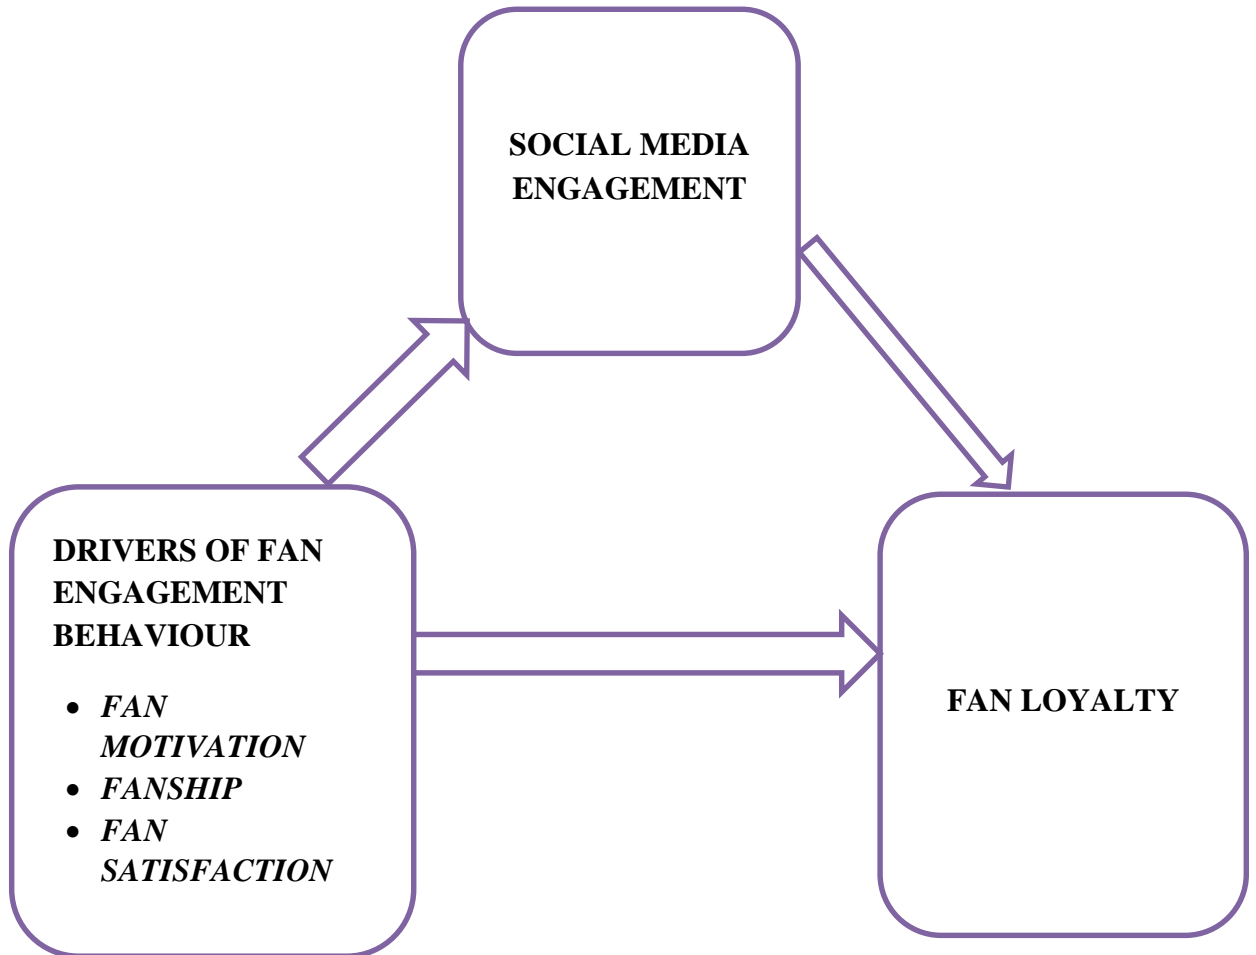 SOCIAL MEDIA
ENGAGEMENT
DRIVERS OF FAN
ENGAGEMENT
BEHAVIOUR
• FAN
MOTIVATION
• FANSHIP
• FAN
SATISFACTION
FAN LOYALTY